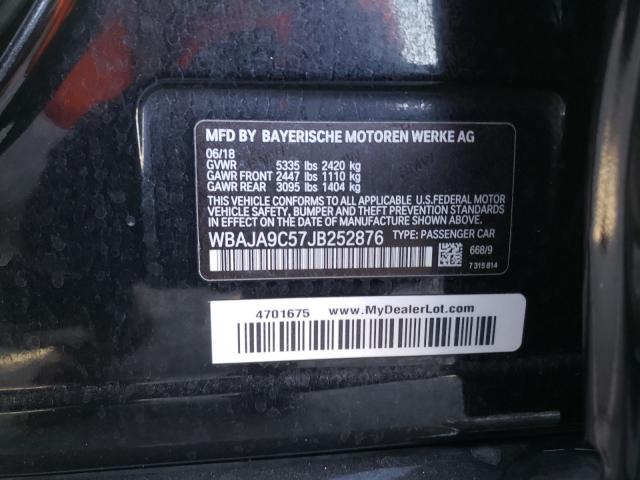 MFD BY BAYERISCHE MOTOREN WERKE AG
06/18
GVWR 5335 lbs 2420 kg
GAWR FRONT 2447 lbs 1110 kg
GAWR REAR 3095 lbs 1404 kg
THIS VEHICLE CONFORMS TO ALL APPLICABLE U.S.FEDERAL MOTOR
VEHICLE SAFETY, BUMPER AND THEFT PREVENTION STANDARDS
IN EFFECT ON THE DATE OF MANUFACTURE SHOWN ABOVE.
WBAJA9C57JB252876 TYPE: PASSENGER CAR
668/9
7 315 814
4701675 www.MyDealerLot.com